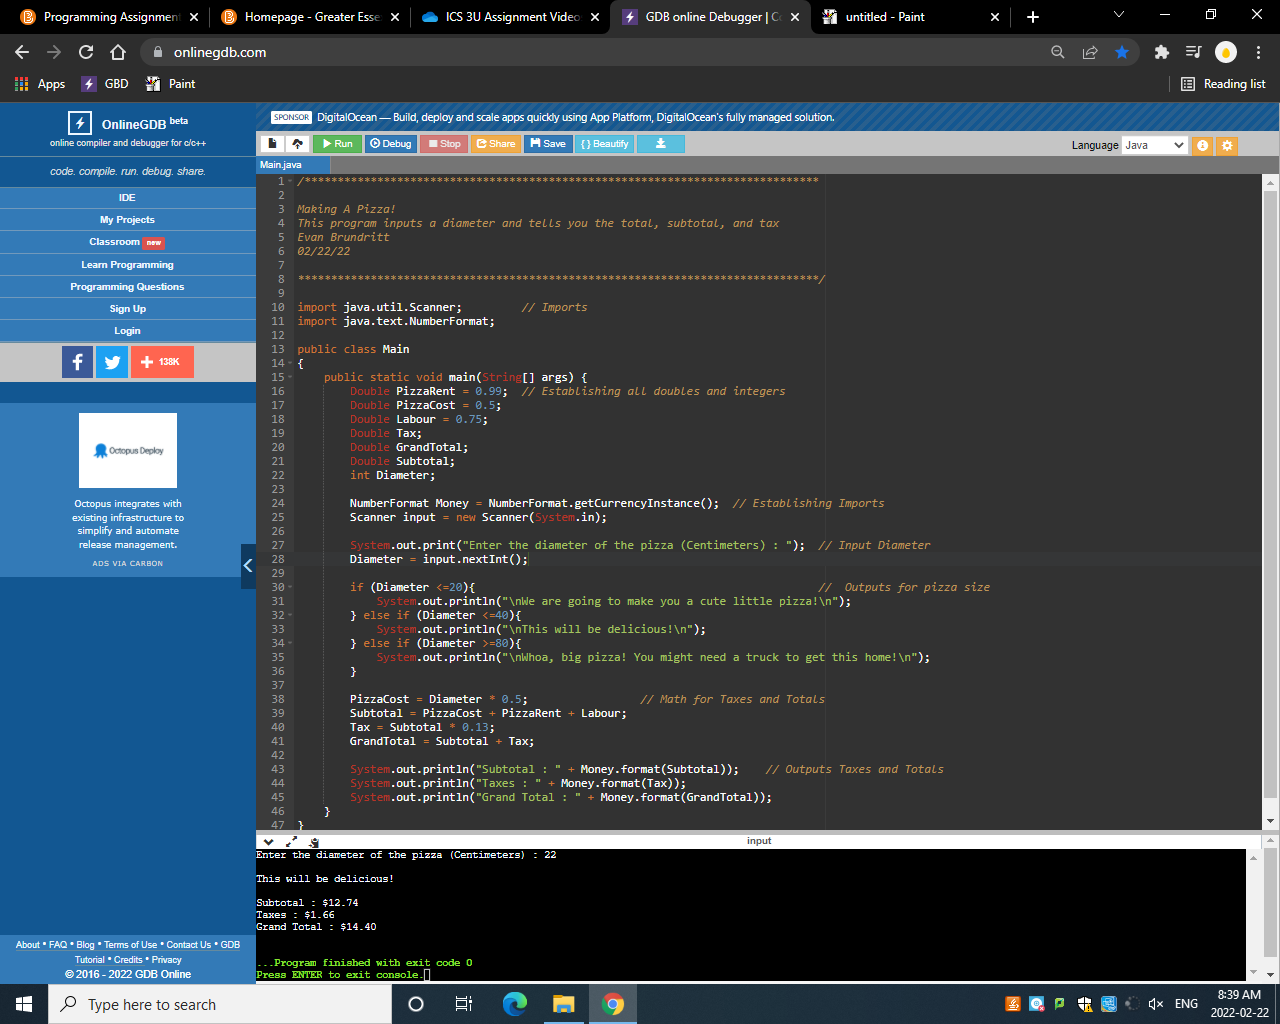 Programming Assignment
Homepage - Greater Esse
ICS 3U Assignment Video
GDB online Debugger | Co
untitled - Paint
onlinegdb.com
Apps
GBD
Paint
Reading list
OnlineGDB beta
online compiler and debugger for c/c++
code. compile. run. debug. share.
IDE
My Projects
Classroom new
Learn Programming
Programming Questions
Sign Up
Login
138K
Octopus Deploy
Octopus integrates with
existing infrastructure to
simplify and automate
release management.
ADS VIA CARBON
About • FAQ • Blog • Terms of Use • Contact Us • GDB
Tutorial • Credits • Privacy
© 2016 - 2022 GDB Online
SPONSOR DigitalOcean — Build, deploy and scale apps quickly using App Platform, DigitalOcean's fully managed solution.
Run Debug Stop Share Save {} Beautify
Language Java
Main.java
1 /******************************************************************************
2
3 Making A Pizza!
4 This program inputs a diameter and tells you the total, subtotal, and tax
5 Evan Brundritt
6 02/22/22
7
8 *******************************************************************************/
9
10 import java.util.Scanner; // Imports
11 import java.text.NumberFormat;
12
13 public class Main
14 {
15 public static void main(String[] args) {
16 Double PizzaRent = 0.99; // Establishing all doubles and integers
17 Double PizzaCost = 0.5;
18 Double Labour = 0.75;
19 Double Tax;
20 Double GrandTotal;
21 Double Subtotal;
22 int Diameter;
23
24 NumberFormat Money = NumberFormat.getCurrencyInstance(); // Establishing Imports
25 Scanner input = new Scanner(System.in);
26
27 System.out.print("Enter the diameter of the pizza (Centimeters) : "); // Input Diameter
28 Diameter = input.nextInt();
29
30 if (Diameter <=20){ // Outputs for pizza size
31 System.out.println("\nWe are going to make you a cute little pizza!\n");
32 } else if (Diameter <=40){
33 System.out.println("\nThis will be delicious!\n");
34 } else if (Diameter >=80){
35 System.out.println("\nWhoa, big pizza! You might need a truck to get this home!\n");
36 }
37
38 PizzaCost = Diameter * 0.5; // Math for Taxes and Totals
39 Subtotal = PizzaCost + PizzaRent + Labour;
40 Tax = Subtotal * 0.13;
41 GrandTotal = Subtotal + Tax;
42
43 System.out.println("Subtotal : " + Money.format(Subtotal)); // Outputs Taxes and Totals
44 System.out.println("Taxes : " + Money.format(Tax));
45 System.out.println("Grand Total : " + Money.format(GrandTotal));
46 }
47 }
input
Enter the diameter of the pizza (Centimeters) : 22
This will be delicious!
Subtotal : $12.74
Taxes : $1.66
Grand Total : $14.40
...Program finished with exit code 0
Press ENTER to exit console.
Type here to search
ENG
8:39 AM
2022-02-22